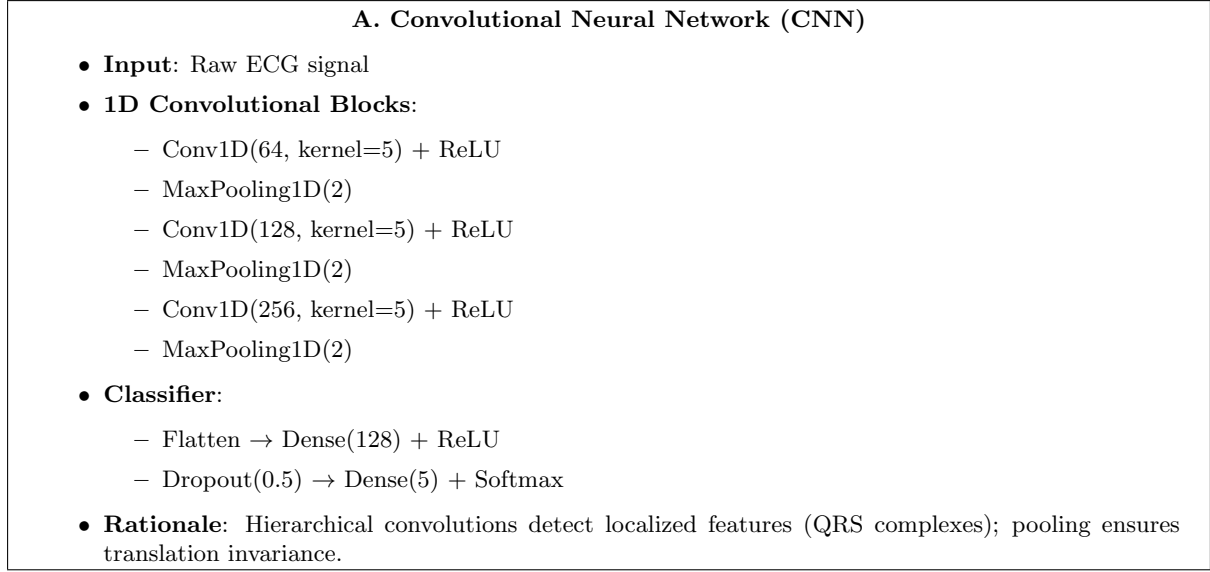 A. Convolutional Neural Network (CNN)
• Input: Raw ECG signal
• 1D Convolutional Blocks:
– Conv1D(64, kernel=5) + ReLU
– MaxPooling1D(2)
– Conv1D(128, kernel=5) + ReLU
– MaxPooling1D(2)
– Conv1D(256, kernel=5) + ReLU
– MaxPooling1D(2)
• Classifier:
– Flatten → Dense(128) + ReLU
– Dropout(0.5) → Dense(5) + Softmax
• Rationale: Hierarchical convolutions detect localized features (QRS complexes); pooling ensures
translation invariance.